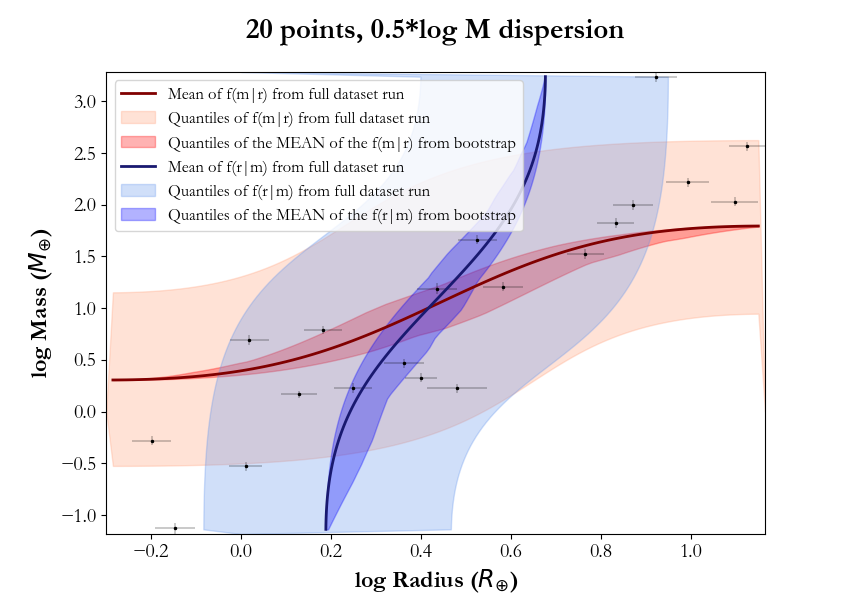 20 points, 0.5*log M dispersion
Mean of f(m|r) from full dataset run
Quantiles of f(m|r) from full dataset run
Quantiles of the MEAN of the f(m|r) from bootstrap
Mean of f(r|m) from full dataset run
Quantiles of f(r|m) from full dataset run
Quantiles of the MEAN of the f(r|m) from bootstrap
log Mass (M⊕)
3.0
2.5
2.0
1.5
1.0
0.5
0.0
−0.5
−1.0
−0.2 0.0 0.2 0.4 0.6 0.8 1.0
log Radius (R⊕)